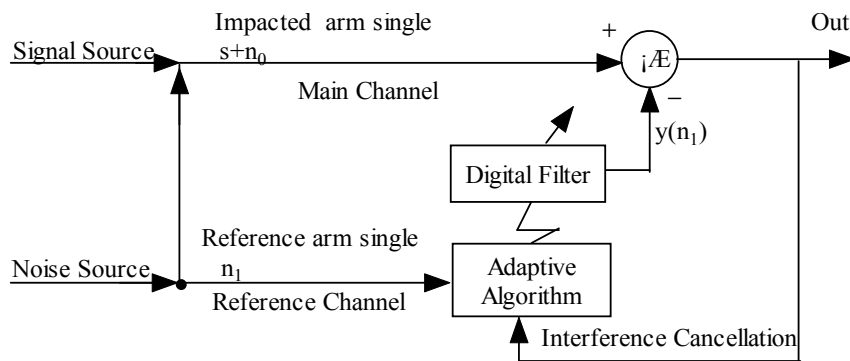 Impacted arm single
Out
Signal Source
s+n0
+
¡Æ
Main Channel
−
y(n1)
Digital Filter
Reference arm single
Noise Source
n1
Adaptive
Algorithm
Reference Channel
Interference Cancellation